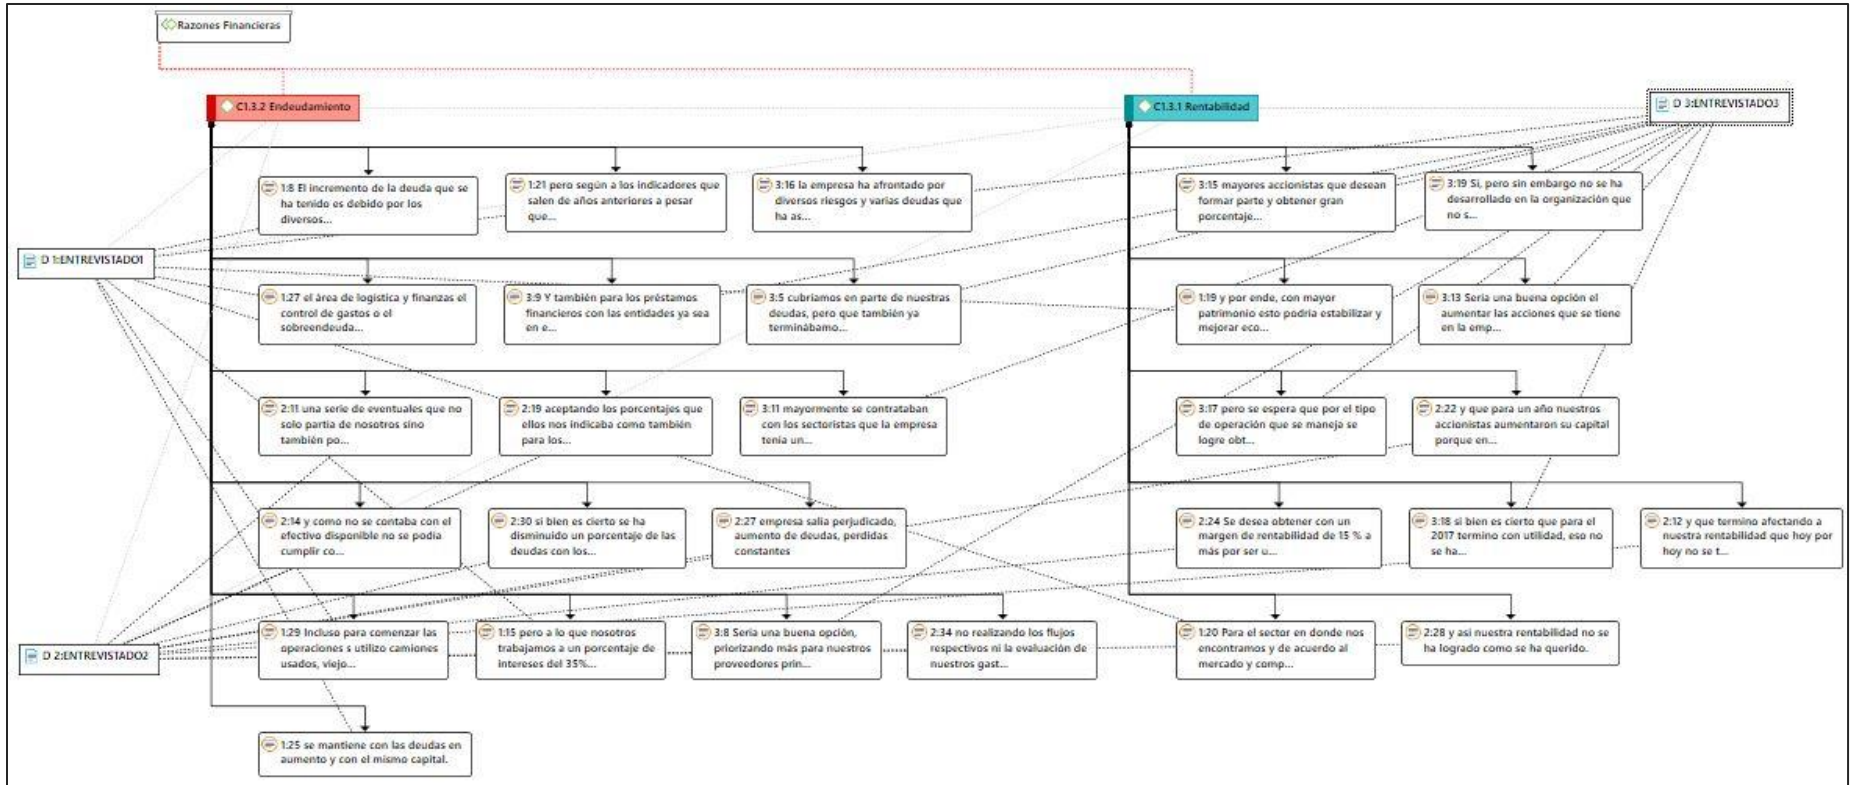 Razones Financieras
C1.3.2 Endeudamiento
C1.3.1 Rentabilidad
D 3:ENTREVISTADO3
1:8 El incremento de la deuda que se
ha tenido es debido por los
diversos...
1:21 pero según a los indicadores que
salen de años anteriores a pesar
que...
3:16 la empresa ha afrontado por
diversos riesgos y varias deudas que
ha as...
3:15 mayores accionistas que desean
formar parte y obtener gran
porcentaje...
3:19 Si, pero sin embargo no se ha
desarrollado en la organización que
no s...
D 1:ENTREVISTADO1
1:27 el área de logística y finanzas el
control de gastos o el
sobreendeuda...
3:9 Y también para los préstamos
financieros con las entidades ya sea
en e...
3:5 cubríamos en parte de nuestras
deudas, pero que también ya
terminábamo...
1:19 y por ende, con mayor
patrimonio esto podría estabilizar y
mejorar eco...
3:13 Seria una buena opción el
aumentar las acciones que se tiene
en la emp...
2:11 una serie de eventuales que no
solo partia de nosotros sino
también po...
2:19 aceptando los porcentajes que
ellos nos indicaba como también
para los...
3:11 mayormente se contrataban
con los sectoristas que la empresa
tenia un...
3:17 pero se espera que por el tipo
de operación que se maneja se
logre obt...
2:22 y que para un año nuestros
accionistas aumentaron su capital
porque en...
2:14 y como no se contaba con el
efectivo disponible no se podía
cumplir co...
2:30 si bien es cierto se ha
disminuido un porcentaje de las
deudas con los...
2:27 empresa salia perjudicado,
aumento de deudas, perdidas
constantes
2:24 Se desea obtener con un
margen de rentabilidad de 15 % a
más por ser u...
3:18 si bien es cierto que para el
2017 termino con utilidad, eso no
se ha...
2:12 y que termino afectando a
nuestra rentabilidad que hoy por
hoy no se t...
D 2:ENTREVISTADO2
1:29 Incluso para comenzar las
operaciones s utilizo camiones
usados, viejo...
1:15 pero a lo que nosotros
trabajamos a un porcentaje de
intereses del 35%...
3:8 Seria una buena opción,
priorizando más para nuestros
proveedores prin...
2:34 no realizando los flujos
respectivos ni la evaluación de
nuestros gast...
1:20 Para el sector en donde nos
encontramos y de acuerdo al
mercado y comp...
2:28 y asi nuestra rentabilidad no se
ha logrado como se ha querido.
1:25 se mantiene con las deudas en
aumento y con el mismo capital.